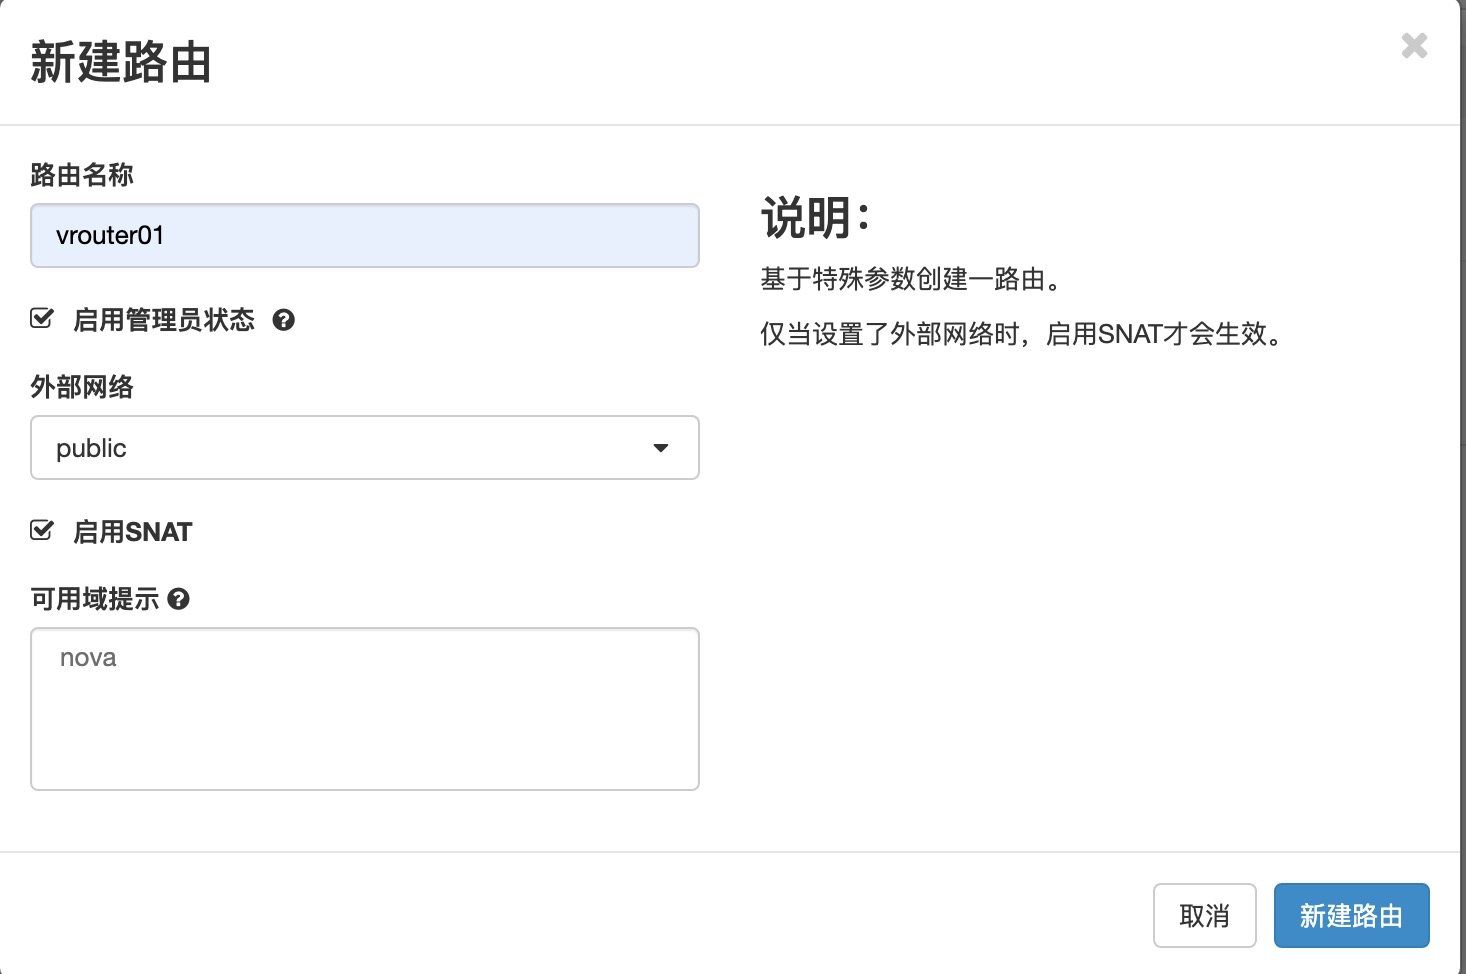 新建路由
路由名称
vrouter01
启用管理员状态
外部网络
public
启用SNAT
可用域提示
nova
说明：
基于特殊参数创建一路由。
仅当设置了外部网络时，启用SNAT才会生效。
取消
新建路由